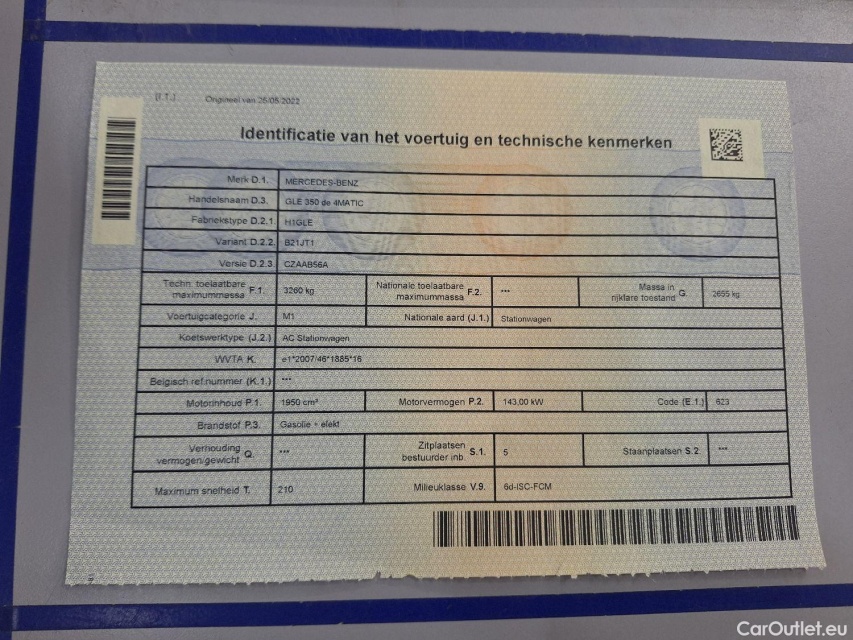 (I.T.) Origineel van 25/05/2022
Identificatie van het voertuig en technische kenmerken
Merk D.1. MERCEDES-BENZ
Handelsnaam D.3. GLE 350 de 4MATIC
Fabriekstype D.2.1. H1GLE
Variant D.2.2. B21JT1
Versie D.2.3. CZAAB56A
Techn. toelaatbare maximummassa F.1. 3260 kg Nationale toelaatbare maximummassa F.2. --- Massa in rijklare toestand G. 2655 kg
Voertuigcategorie J. M1 Nationale aard (J.1.) Stationwagen
Koetswerktype (J.2.) AC Stationwagen
WVTA K. e1*2007/46*1885*16
Belgisch ref.nummer (K.1.) ---
Motorinhoud P.1. 1950 cm³ Motorvermogen P.2. 143,00 kW Code (E.1.) 623
Brandstof P.3. Gasolie + elekt
Verhouding vermogen/gewicht Q. --- Zitplaatsen bestuurder inb. S.1. 5 Staanplaatsen S.2. ---
Maximum snelheid T. 210 Milieuklasse V.9. 6d-ISC-FCM
CarOutlet.eu